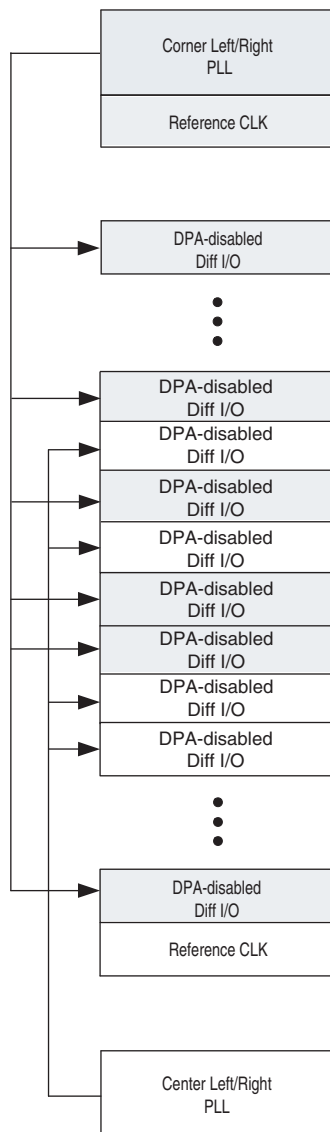 Corner Left/Right
PLL
Reference CLK
DPA-disabled
Diff I/O
DPA-disabled
Diff I/O
DPA-disabled
Diff I/O
DPA-disabled
Diff I/O
DPA-disabled
Diff I/O
DPA-disabled
Diff I/O
DPA-disabled
Diff I/O
DPA-disabled
Diff I/O
DPA-disabled
Diff I/O
DPA-disabled
Diff I/O
Reference CLK
Center Left/Right
PLL